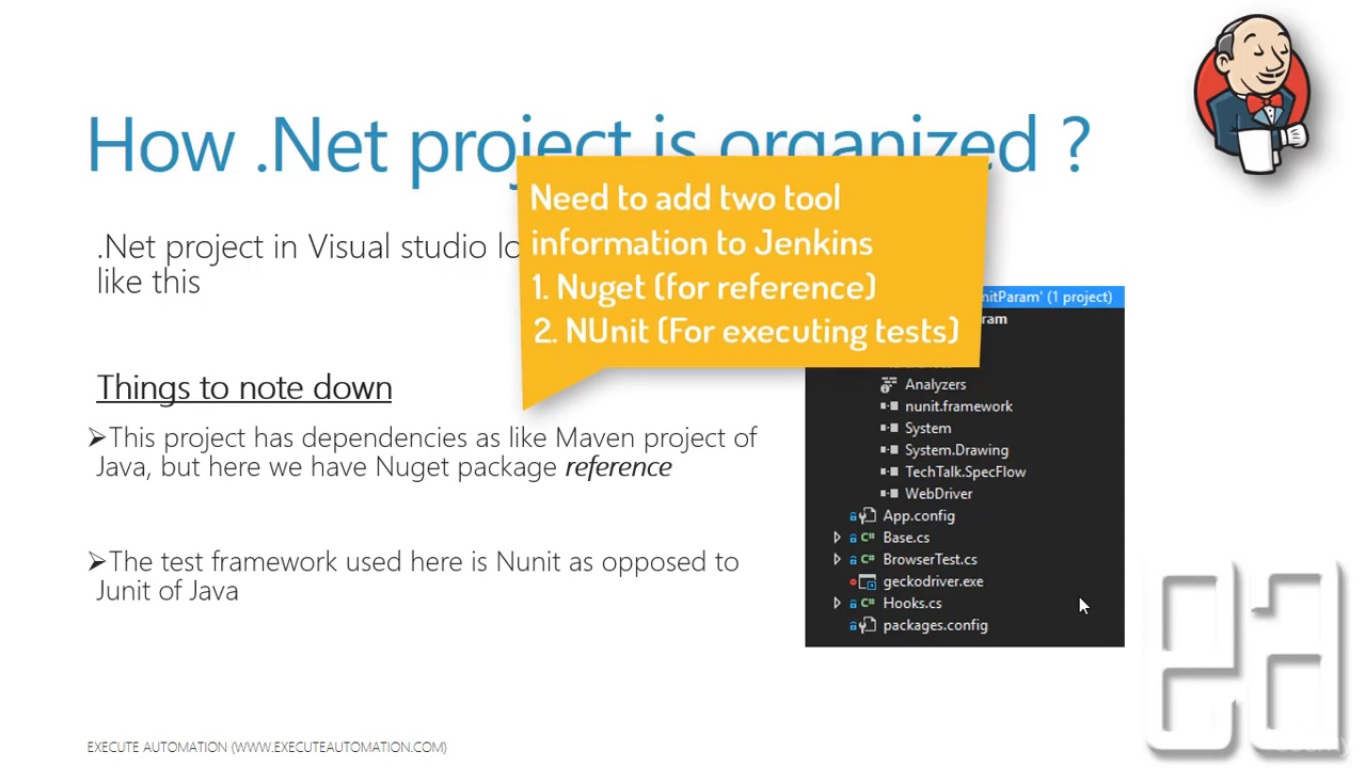 How .Net project is organized ?
.Net project in Visual studio lo
like this
Need to add two tool
information to Jenkins
1. Nuget (for reference)
2. NUnit (For executing tests)
Things to note down
➢This project has dependencies as like Maven project of
Java, but here we have Nuget package reference
➢The test framework used here is Nunit as opposed to
Junit of Java
nitParam' (1 project)
ram
Analyzers
nunit.framework
System
System.Drawing
TechTalk.SpecFlow
WebDriver
App.config
C# Base.cs
C# BrowserTest.cs
geckodriver.exe
C# Hooks.cs
packages.config
ea
EXECUTE AUTOMATION (WWW.EXECUTEAUTOMATION.COM)